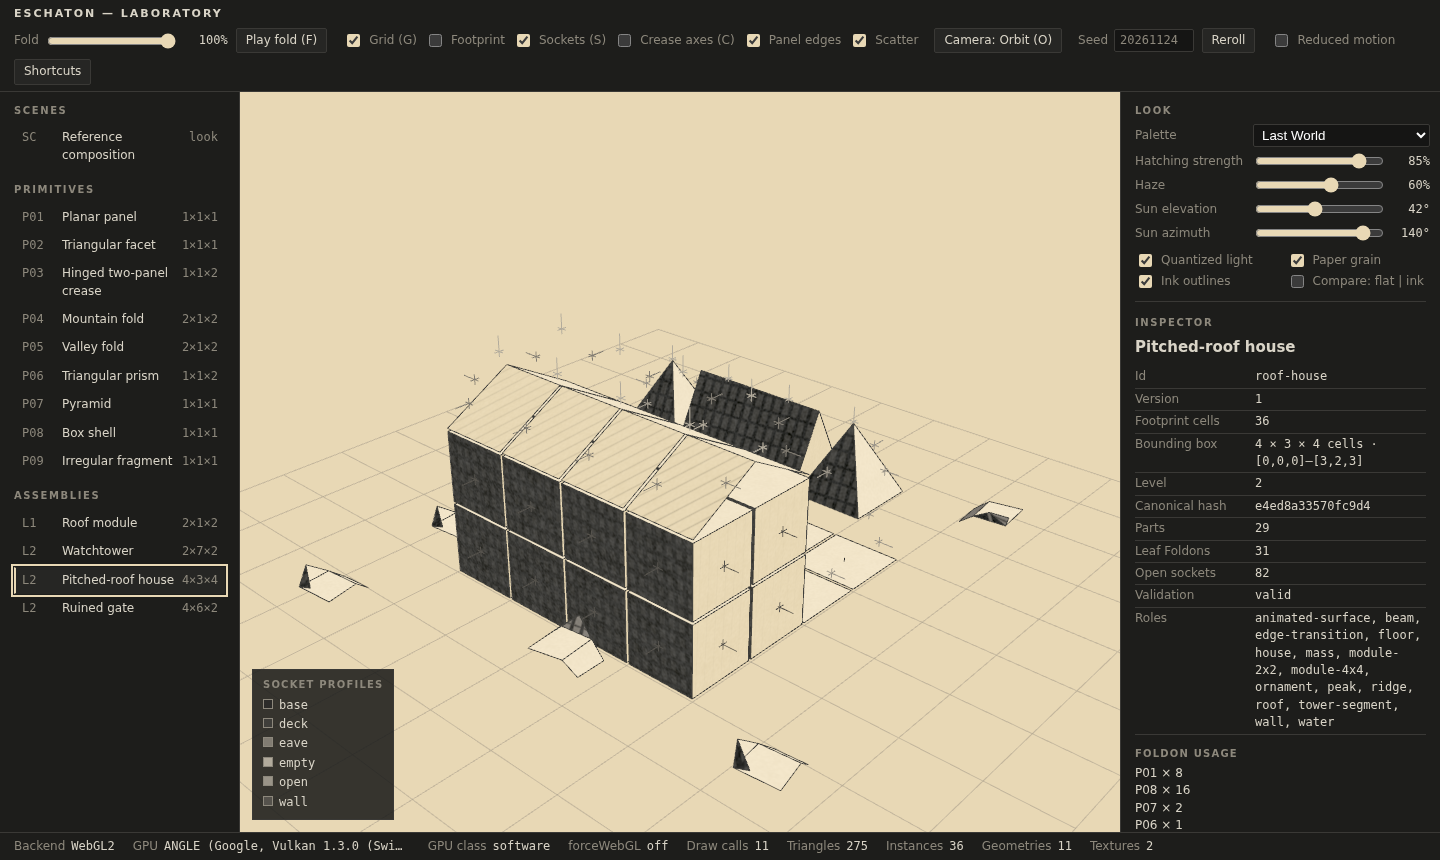 ESCHATON — LABORATORY
Fold 100% Play fold (F) Grid (G) Footprint Sockets (S) Crease axes (C) Panel edges Scatter Camera: Orbit (O) Seed 20261124 Reroll Reduced motion
Shortcuts
SCENES
SC Reference composition look
PRIMITIVES
P01 Planar panel 1×1×1
P02 Triangular facet 1×1×1
P03 Hinged two-panel crease 1×1×2
P04 Mountain fold 2×1×2
P05 Valley fold 2×1×2
P06 Triangular prism 1×1×2
P07 Pyramid 1×1×1
P08 Box shell 1×1×1
P09 Irregular fragment 1×1×1
ASSEMBLIES
L1 Roof module 2×1×2
L2 Watchtower 2×7×2
L2 Pitched-roof house 4×3×4
L2 Ruined gate 4×6×2
SOCKET PROFILES
base
deck
eave
empty
open
wall
LOOK
Palette Last World
Hatching strength 85%
Haze 60%
Sun elevation 42°
Sun azimuth 140°
Quantized light Paper grain
Ink outlines Compare: flat | ink
INSPECTOR
Pitched-roof house
Id roof-house
Version 1
Footprint cells 36
Bounding box 4 × 3 × 4 cells ·
[0,0,0]–[3,2,3]
Level 2
Canonical hash e4ed8a33570fc9d4
Parts 29
Leaf Foldons 31
Open sockets 82
Validation valid
Roles animated-surface, beam,
edge-transition, floor,
house, mass, module-
2x2, module-4x4,
ornament, peak, ridge,
roof, tower-segment,
wall, water
FOLDON USAGE
P01 × 8
P08 × 16
P07 × 2
P06 × 1
Backend WebGL2 GPU ANGLE (Google, Vulkan 1.3.0 (Swi… GPU class software forceWebGL off Draw calls 11 Triangles 275 Instances 36 Geometries 11 Textures 2